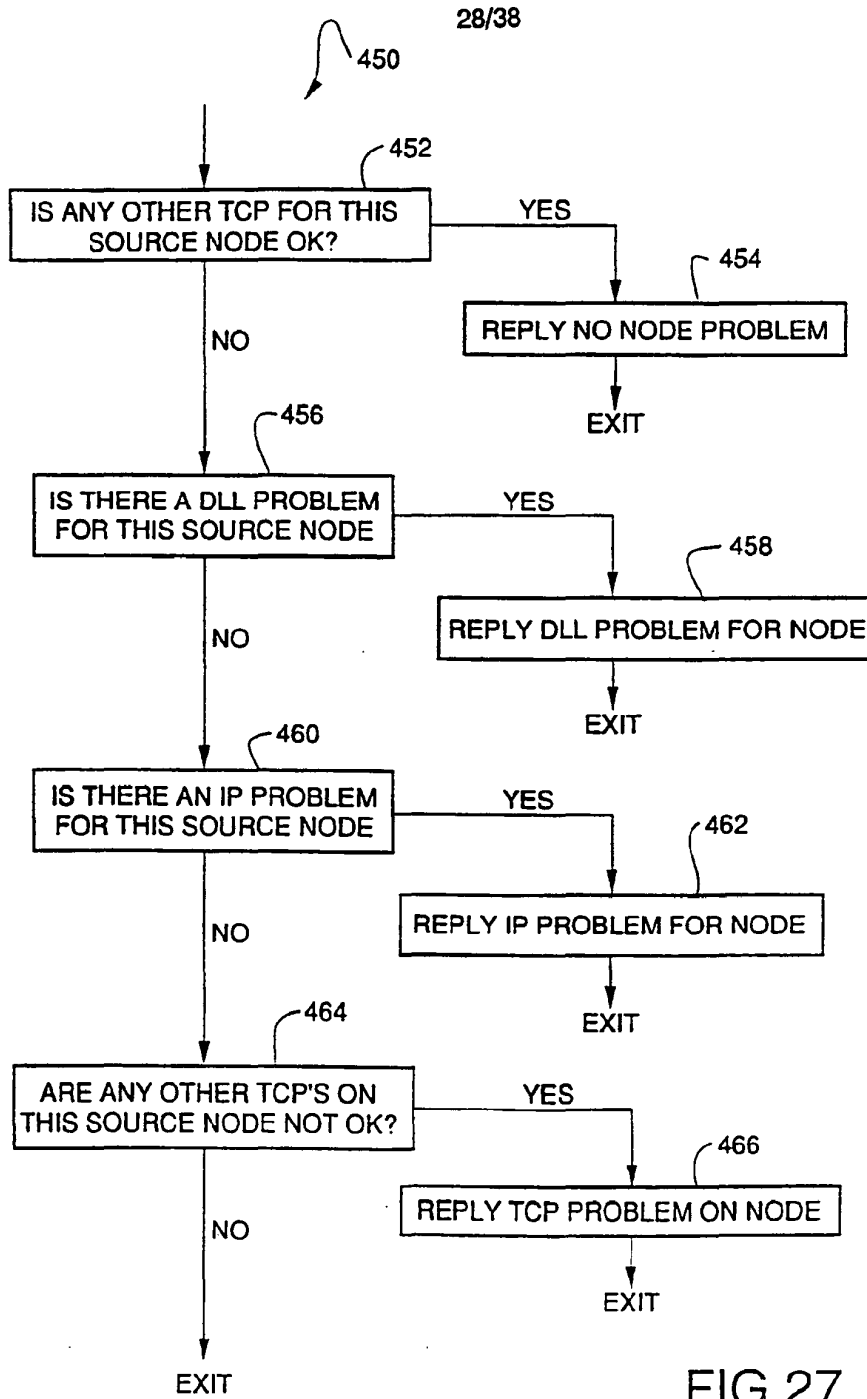 28/38
450
452
IS ANY OTHER TCP FOR THIS
SOURCE NODE OK?
YES
454
REPLY NO NODE PROBLEM
NO
EXIT
456
IS THERE A DLL PROBLEM
FOR THIS SOURCE NODE
YES
458
REPLY DLL PROBLEM FOR NODE
NO
EXIT
460
IS THERE AN IP PROBLEM
FOR THIS SOURCE NODE
YES
462
REPLY IP PROBLEM FOR NODE
NO
EXIT
464
ARE ANY OTHER TCP'S ON
THIS SOURCE NODE NOT OK?
YES
466
REPLY TCP PROBLEM ON NODE
NO
EXIT
EXIT
FIG.27